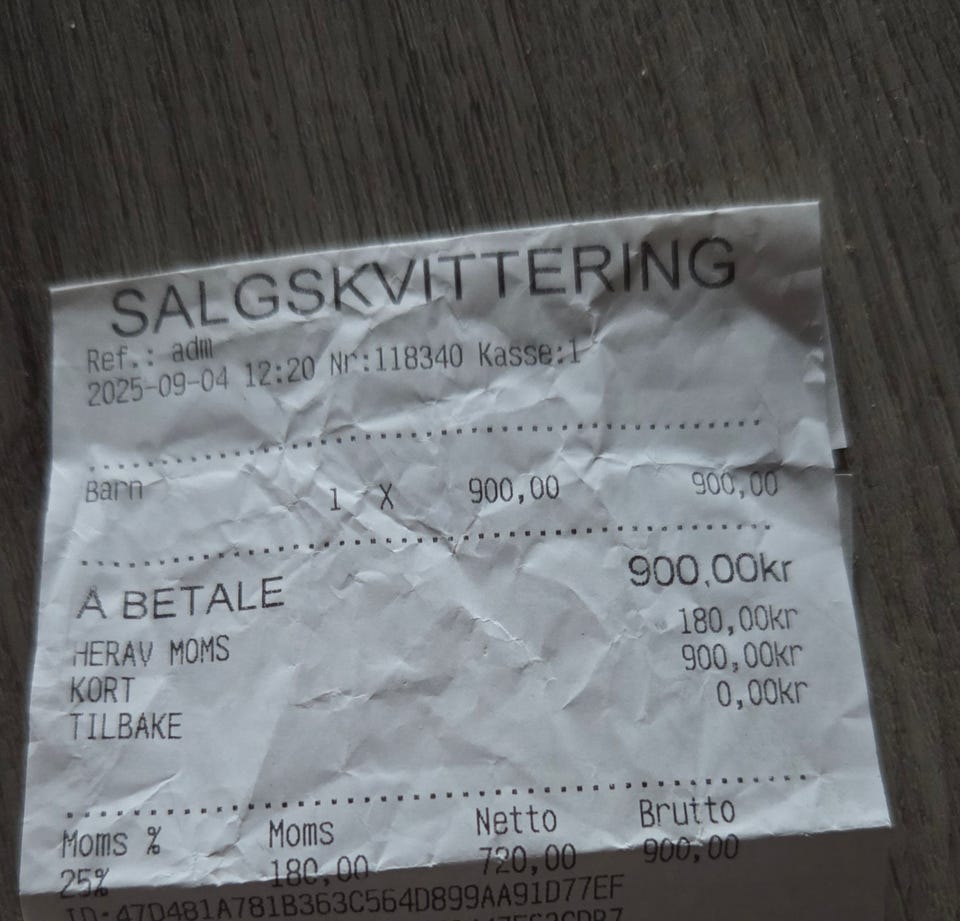 SALGSKVITTERING
Ref.: adm
2025-09-04 12:20 Nr:118340 Kasse:1
Barn 1 X 900,00 900,00
Å BETALE 900,00kr
HERAV MOMS 180,00kr
KORT 900,00kr
TILBAKE 0,00kr
Moms % Moms Netto Brutto
25% 180,00 720,00 900,00
ID:47D481A781B363C564D899AA91D77EF